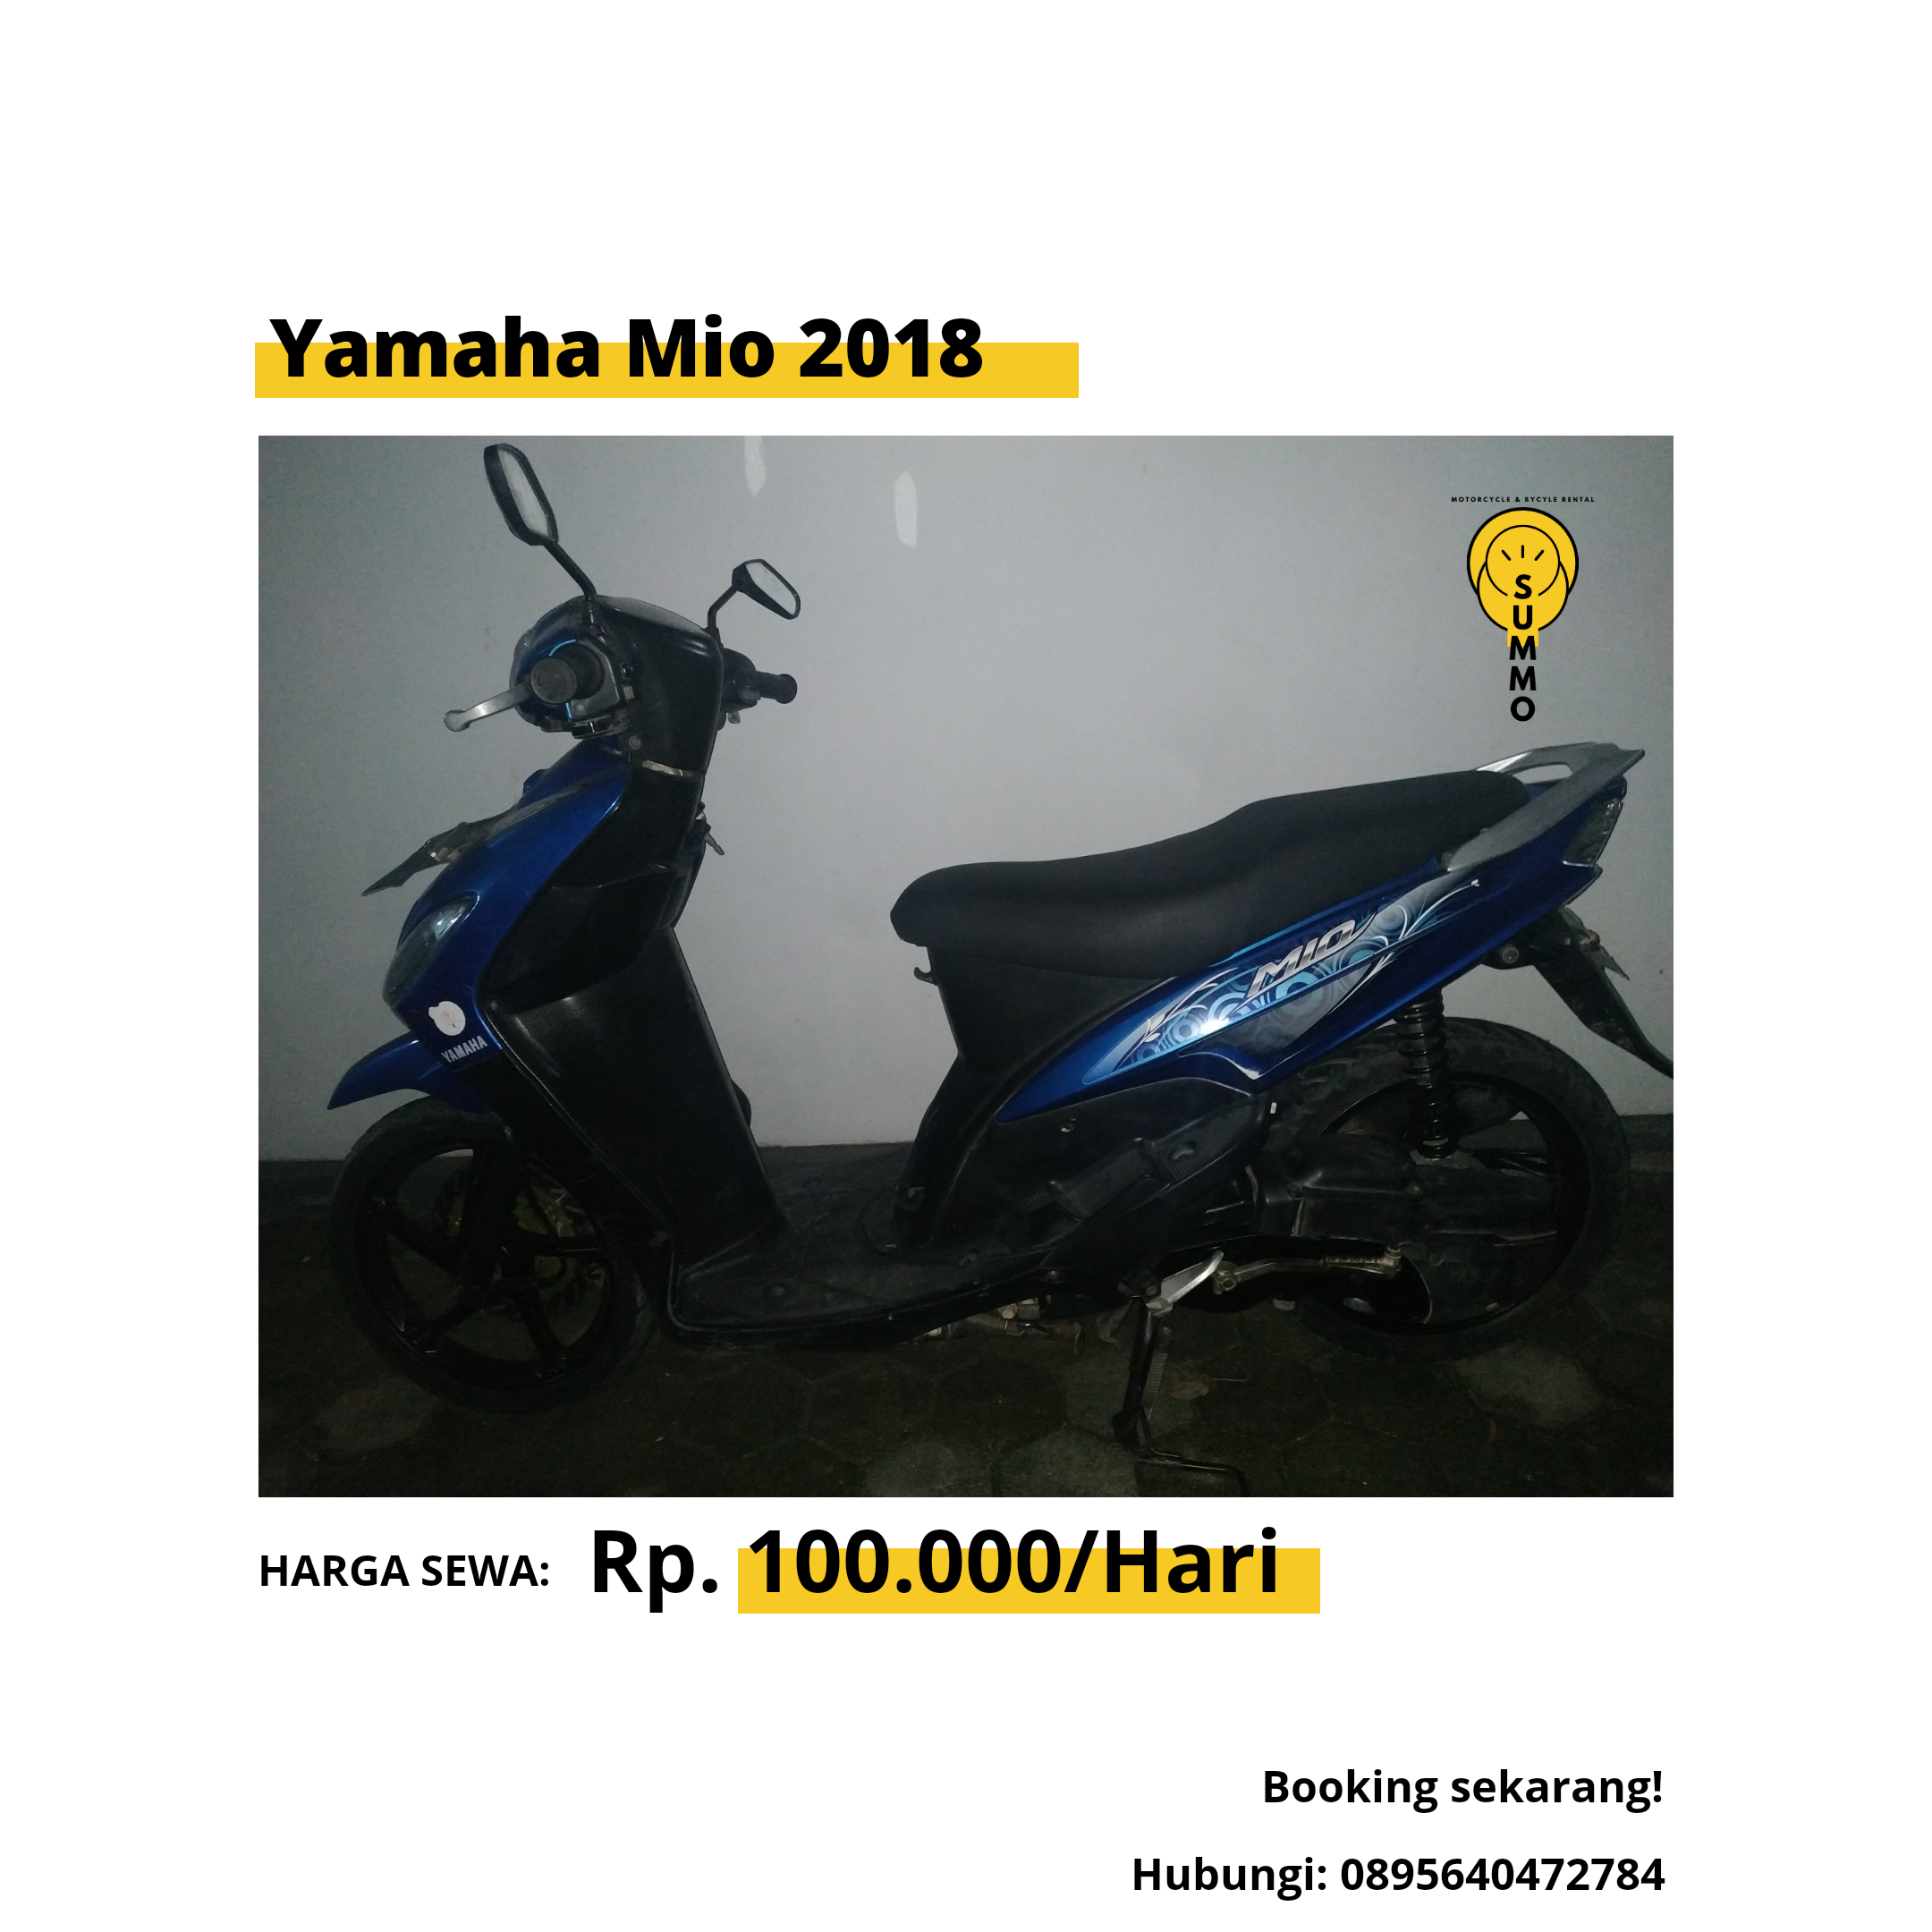 Yamaha Mio 2018
MOTORCYCLE & BYCYLE RENTAL
SUMMO
MIO
YAMAHA
HARGA SEWA: Rp. 100.000/Hari
Booking sekarang!
Hubungi: 0895640472784